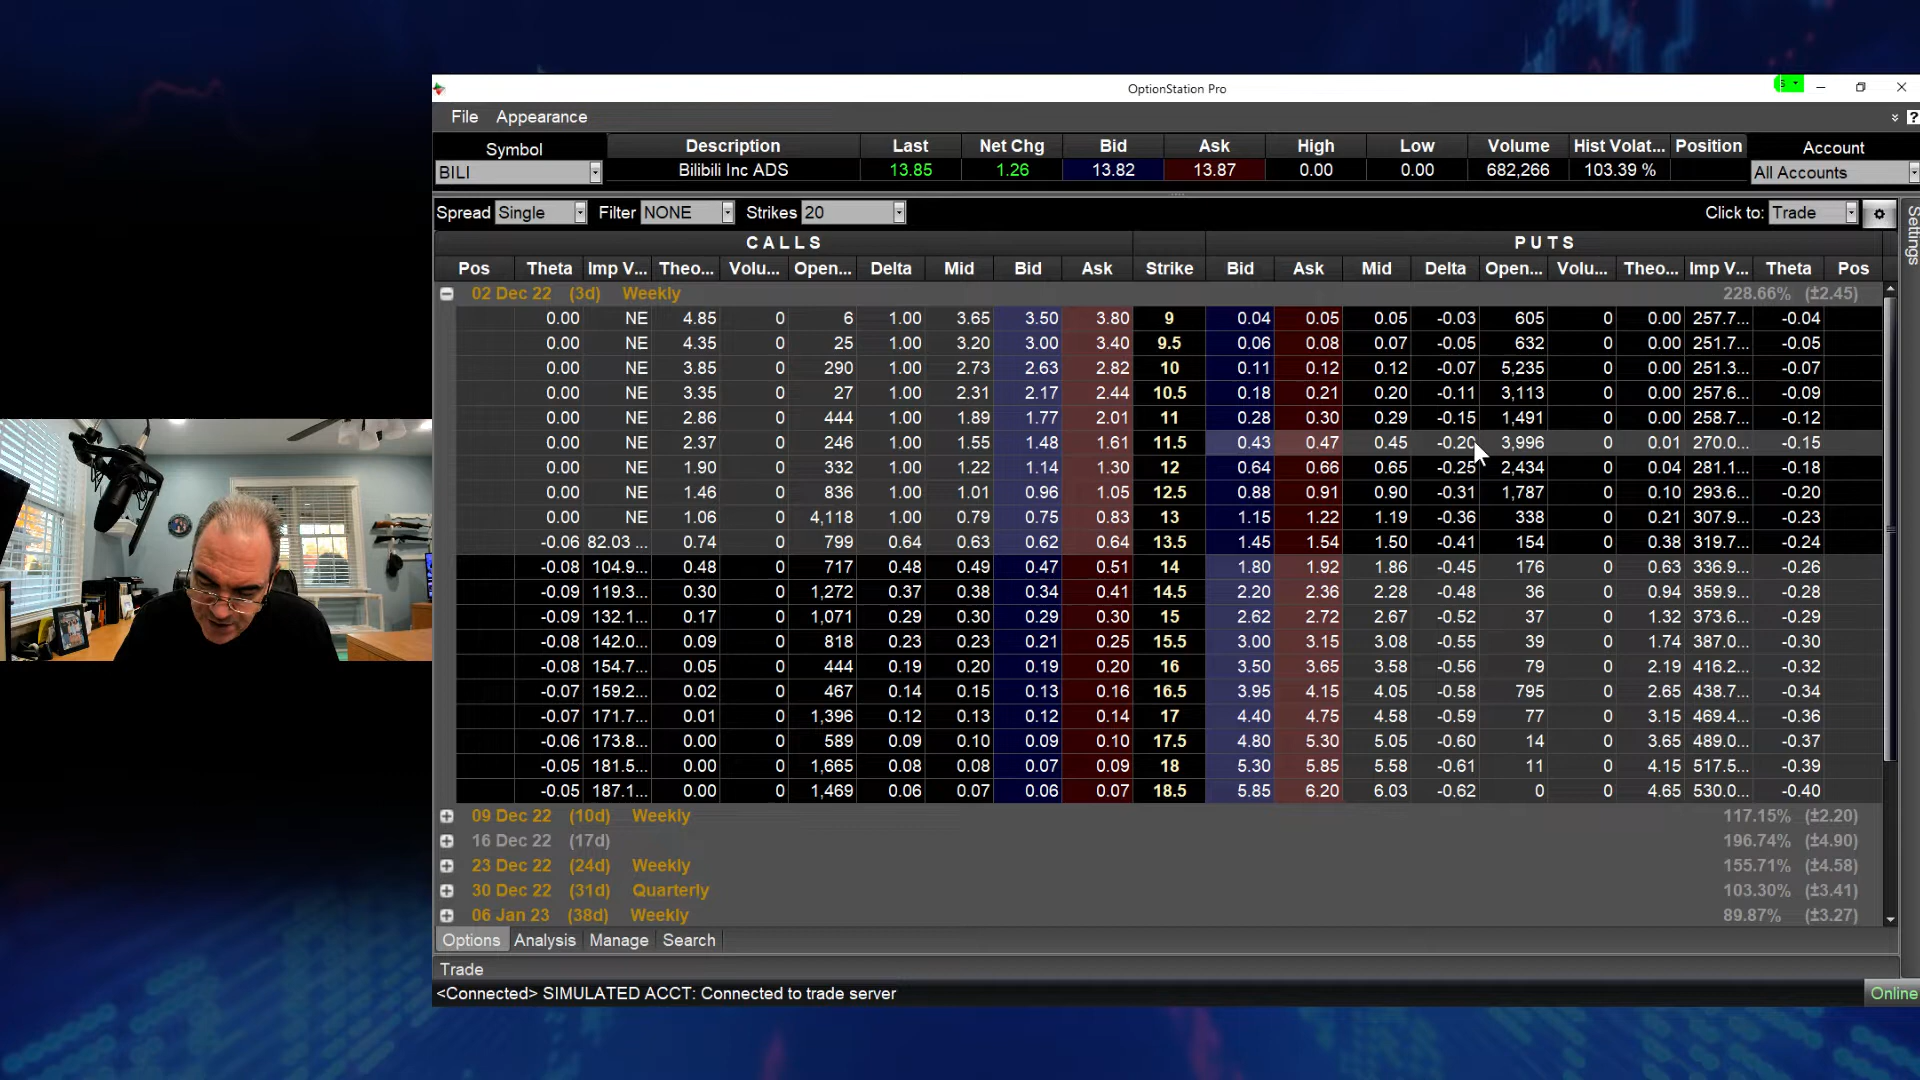 OptionStation Pro
File Appearance
Symbol Description Last Net Chg Bid Ask High Low Volume Hist Volat... Position Account
BILI Bilibili Inc ADS 13.85 1.26 13.82 13.87 0.00 0.00 682,266 103.39 % All Accounts
Spread Single Filter NONE Strikes 20 Click to: Trade
Settings
CALLS PUTS
Pos Theta Imp V... Theo... Volu... Open... Delta Mid Bid Ask Strike Bid Ask Mid Delta Open... Volu... Theo... Imp V... Theta Pos
02 Dec 22 (3d) Weekly 228.66% (±2.45)
0.00 NE 4.85 0 6 1.00 3.65 3.50 3.80 9 0.04 0.05 0.05 -0.03 605 0 0.00 257.7... -0.04
0.00 NE 4.35 0 25 1.00 3.20 3.00 3.40 9.5 0.06 0.08 0.07 -0.05 632 0 0.00 251.7... -0.05
0.00 NE 3.85 0 290 1.00 2.73 2.63 2.82 10 0.11 0.12 0.12 -0.07 5,235 0 0.00 251.3... -0.07
0.00 NE 3.35 0 27 1.00 2.31 2.17 2.44 10.5 0.18 0.21 0.20 -0.11 3,113 0 0.00 257.6... -0.09
0.00 NE 2.86 0 444 1.00 1.89 1.77 2.01 11 0.28 0.30 0.29 -0.15 1,491 0 0.00 258.7... -0.12
0.00 NE 2.37 0 246 1.00 1.55 1.48 1.61 11.5 0.43 0.47 0.45 -0.20 3,996 0 0.01 270.0... -0.15
0.00 NE 1.90 0 332 1.00 1.22 1.14 1.30 12 0.64 0.66 0.65 -0.25 2,434 0 0.04 281.1... -0.18
0.00 NE 1.46 0 836 1.00 1.01 0.96 1.05 12.5 0.88 0.91 0.90 -0.31 1,787 0 0.10 293.6... -0.20
0.00 NE 1.06 0 4,118 1.00 0.79 0.75 0.83 13 1.15 1.22 1.19 -0.36 338 0 0.21 307.9... -0.23
-0.06 82.03 ... 0.74 0 799 0.64 0.63 0.62 0.64 13.5 1.45 1.54 1.50 -0.41 154 0 0.38 319.7... -0.24
-0.08 104.9... 0.48 0 717 0.48 0.49 0.47 0.51 14 1.80 1.92 1.86 -0.45 176 0 0.63 336.9... -0.26
-0.09 119.3... 0.30 0 1,272 0.37 0.38 0.34 0.41 14.5 2.20 2.36 2.28 -0.48 36 0 0.94 359.9... -0.28
-0.09 132.1... 0.17 0 1,071 0.29 0.30 0.29 0.30 15 2.62 2.72 2.67 -0.52 37 0 1.32 373.6... -0.29
-0.08 142.0... 0.09 0 818 0.23 0.23 0.21 0.25 15.5 3.00 3.15 3.08 -0.55 39 0 1.74 387.0... -0.30
-0.08 154.7... 0.05 0 444 0.19 0.20 0.19 0.20 16 3.50 3.65 3.58 -0.56 79 0 2.19 416.2... -0.32
-0.07 159.2... 0.02 0 467 0.14 0.15 0.13 0.16 16.5 3.95 4.15 4.05 -0.58 795 0 2.65 438.7... -0.34
-0.07 171.7... 0.01 0 1,396 0.12 0.13 0.12 0.14 17 4.40 4.75 4.58 -0.59 77 0 3.15 469.4... -0.36
-0.06 173.8... 0.00 0 589 0.09 0.10 0.09 0.10 17.5 4.80 5.30 5.05 -0.60 14 0 3.65 489.0... -0.37
-0.05 181.5... 0.00 0 1,665 0.08 0.08 0.07 0.09 18 5.30 5.85 5.58 -0.61 11 0 4.15 517.5... -0.39
-0.05 187.1... 0.00 0 1,469 0.06 0.07 0.06 0.07 18.5 5.85 6.20 6.03 -0.62 0 0 4.65 530.0... -0.40
09 Dec 22 (10d) Weekly 117.15% (±2.20)
16 Dec 22 (17d) 196.74% (±4.90)
23 Dec 22 (24d) Weekly 155.71% (±4.58)
30 Dec 22 (31d) Quarterly 103.30% (±3.41)
06 Jan 23 (38d) Weekly 89.87% (±3.27)
Options Analysis Manage Search
Trade
<Connected> SIMULATED ACCT: Connected to trade server
Online